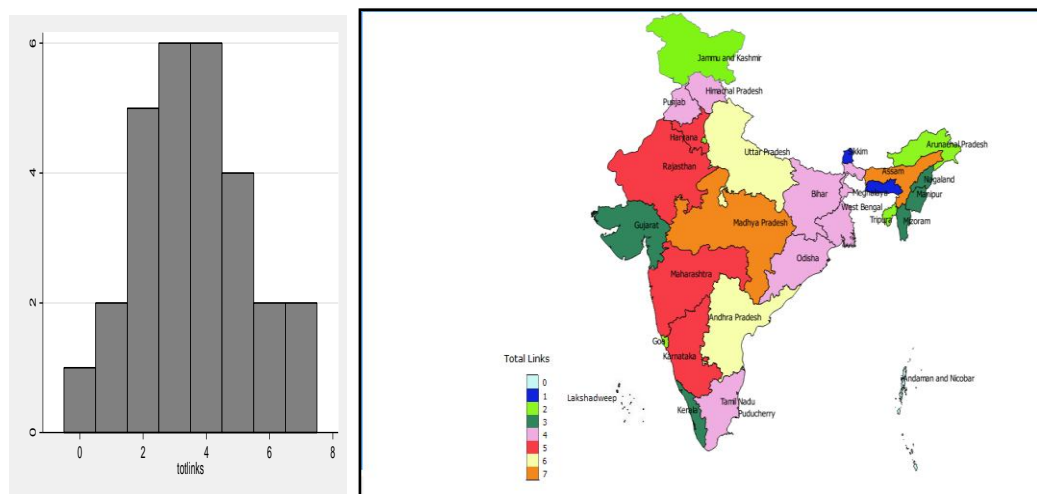 6
4
2
0
0 2 4 6 8
totlinks
Jammu and Kashmir
Himachal Pradesh
Punjab
Haryana
Uttar Pradesh
Rajasthan
Sikkim
Arunachal Pradesh
Assam
Nagaland
Meghalaya
Manipur
Bihar
West Bengal
Tripura
Mizoram
Gujarat
Madhya Pradesh
Odisha
Maharashtra
Andhra Pradesh
Goa
Karnataka
Total Links
0
1
2
3
4
5
6
7
Andaman and Nicobar
Lakshadweep
Kerala
Tamil Nadu
Puducherry